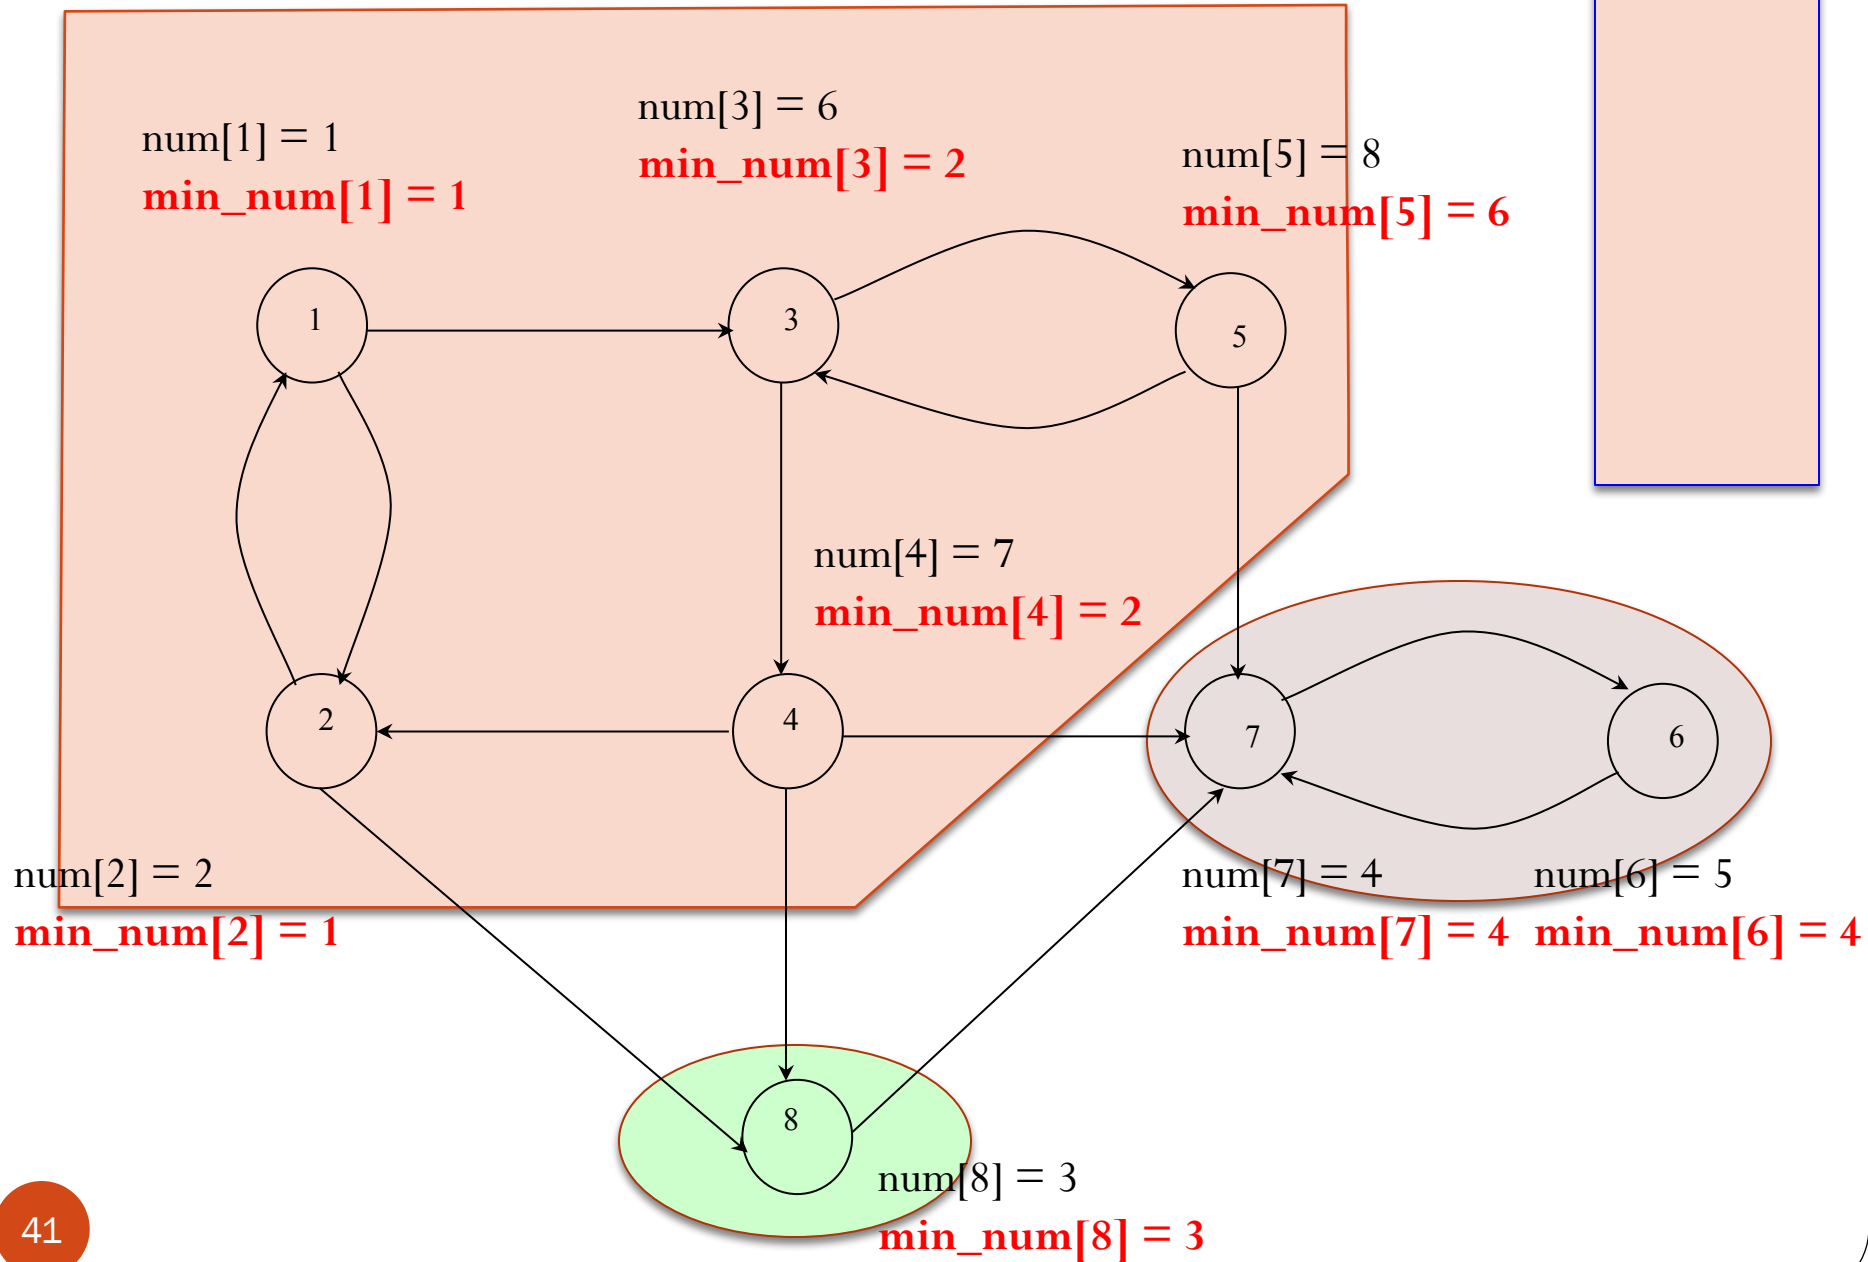 num[1] = 1
min_num[1] = 1
num[3] = 6
min_num[3] = 2
num[5] = 8
min_num[5] = 6
1
3
5
num[4] = 7
min_num[4] = 2
2
4
7
6
num[2] = 2
min_num[2] = 1
num[7] = 4
min_num[7] = 4
num[6] = 5
min_num[6] = 4
8
num[8] = 3
min_num[8] = 3
41